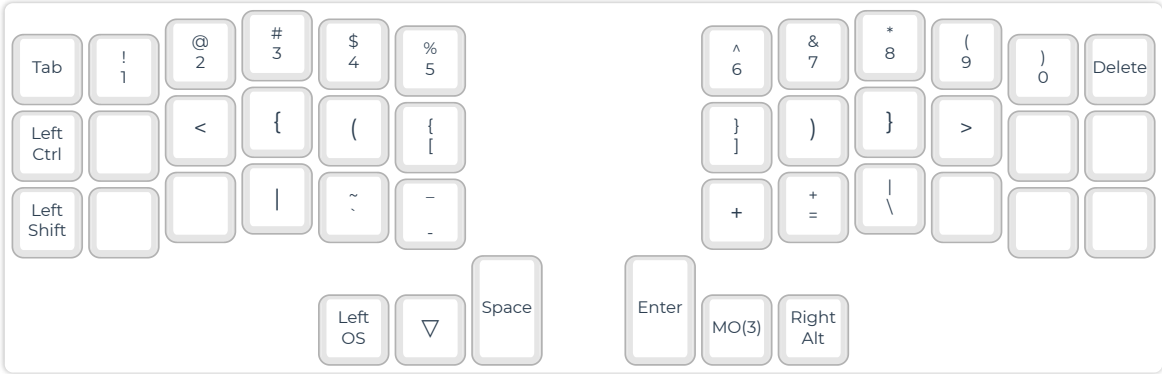 Tab ! 1 @ 2 # 3 $ 4 % 5 ^ 6 & 7 * 8 ( 9 ) 0 Delete
Left Ctrl < { ( { [ } ] ) } >
Left Shift | ~ ` _ - + + = | \
Left OS ▽ Space Enter MO(3) Right Alt